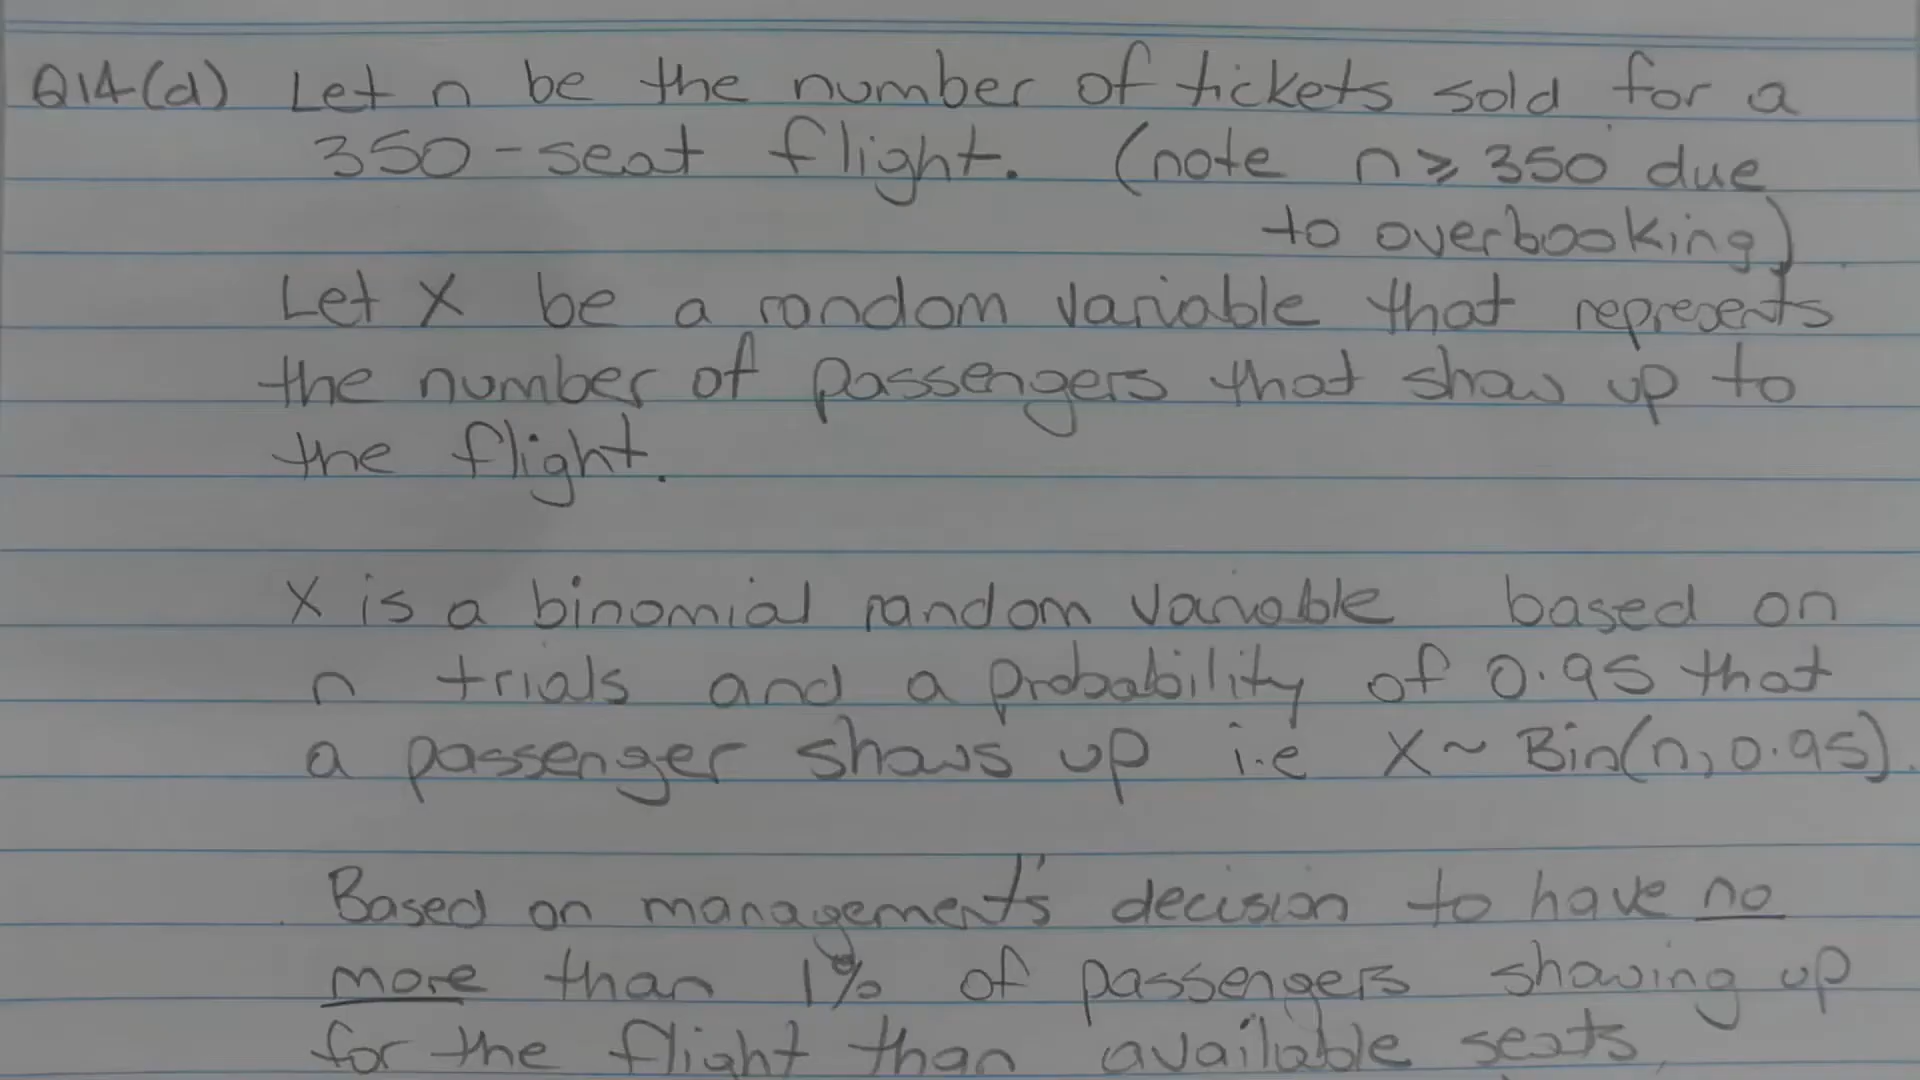 Q14(d) Let n be the number of tickets sold for a
350-seat flight. (note n ⩾ 350 due
to overbooking)
Let X be a random variable that represents
the number of passengers that show up to
the flight.
X is a binomial random variable based on
n trials and a probability of 0.95 that
a passenger shows up i.e X ~ Bin(n, 0.95).
Based on management's decision to have no
more than 1% of passengers showing up
for the flight than available seats,